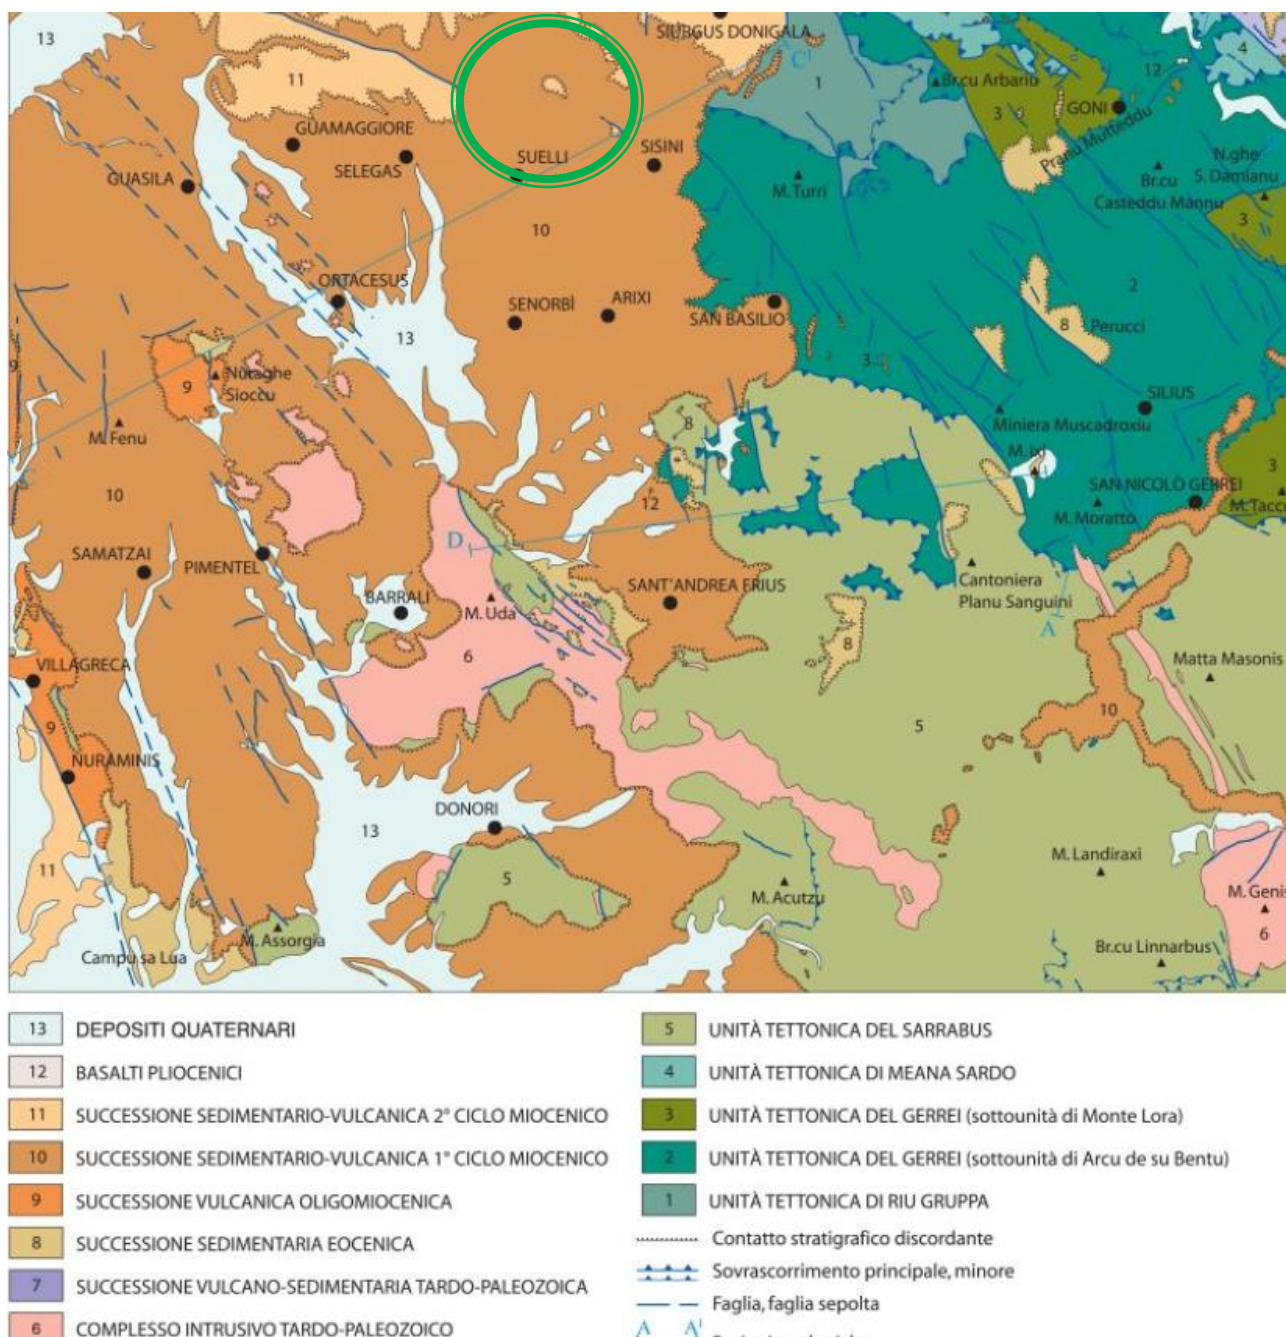 13
SIURGUS DONIGALA
C'
4
11
1
Br.cu Arbariu
12
GUAMAGGIORE
3
GONI
SUELLI
SISINI
Pranu Mutteddu
N.ghe
S. Damianu
GUASILA
SELEGAS
M. Turri
Br.cu
Casteddu Mannu
3
10
ORTACESUS
2
SENORBÌ
ARIXI
SAN BASILIO
13
8
Perucci
9
9
Nuraghe
Sioccu
3
SILIUS
M. Fenu
8
Miniera Muscadroxiu
C
M. Ixi
3
10
12
SAN NICOLÒ GERREI
M. Tacciu
M. Moratto
D
SAMATZAI
PIMENTEL
SANT'ANDREA FRIUS
Cantoniera
Planu Sanguini
BARRALI
M. Uda
A
6
8
VILLAGRECA
Matta Masonis
9
5
10
NURAMINIS
DONORI
13
11
M. Landiraxi
5
M. Acutzu
M. Genis
M. Assorgia
6
Campu sa Lua
Br.cu Linnarbus
13 DEPOSITI QUATERNARI
12 BASALTI PLIOCENICI
11 SUCCESSIONE SEDIMENTARIO-VULCANICA 2° CICLO MIOCENICO
10 SUCCESSIONE SEDIMENTARIO-VULCANICA 1° CICLO MIOCENICO
9 SUCCESSIONE VULCANICA OLIGOMIOCENICA
8 SUCCESSIONE SEDIMENTARIA EOCENICA
7 SUCCESSIONE VULCANO-SEDIMENTARIA TARDO-PALEOZOICA
6 COMPLESSO INTRUSIVO TARDO-PALEOZOICO
5 UNITÀ TETTONICA DEL SARRABUS
4 UNITÀ TETTONICA DI MEANA SARDO
3 UNITÀ TETTONICA DEL GERREI (sottounità di Monte Lora)
2 UNITÀ TETTONICA DEL GERREI (sottounità di Arcu de su Bentu)
1 UNITÀ TETTONICA DI RIU GRUPPA
Contatto stratigrafico discordante
Sovrascorrimento principale, minore
Faglia, faglia sepolta
A A'